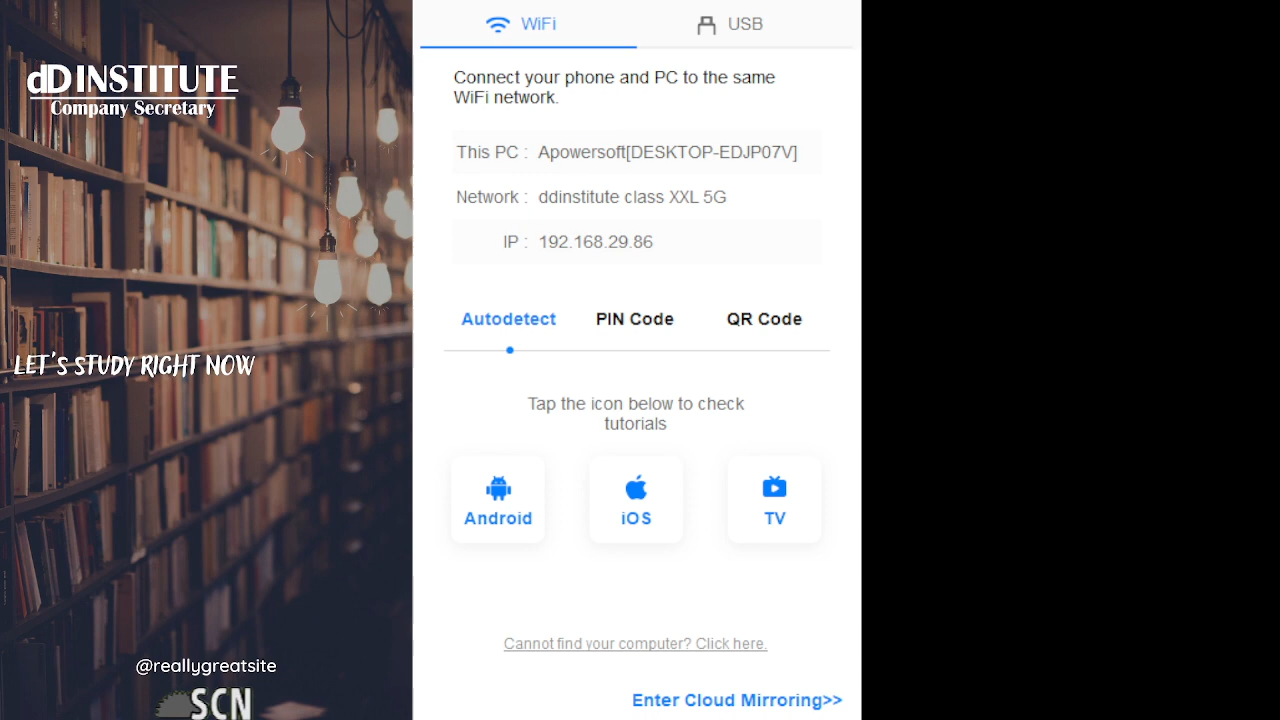 dD INSTITUTE
Company Secretary
LET'S STUDY RIGHT NOW
@reallygreatsite
SCN
WiFi
USB
Connect your phone and PC to the same
WiFi network.
This PC : Apowersoft[DESKTOP-EDJP07V]
Network : ddinstitute class XXL 5G
IP : 192.168.29.86
Autodetect
PIN Code
QR Code
Tap the icon below to check
tutorials
Android
iOS
TV
Cannot find your computer? Click here.
Enter Cloud Mirroring>>